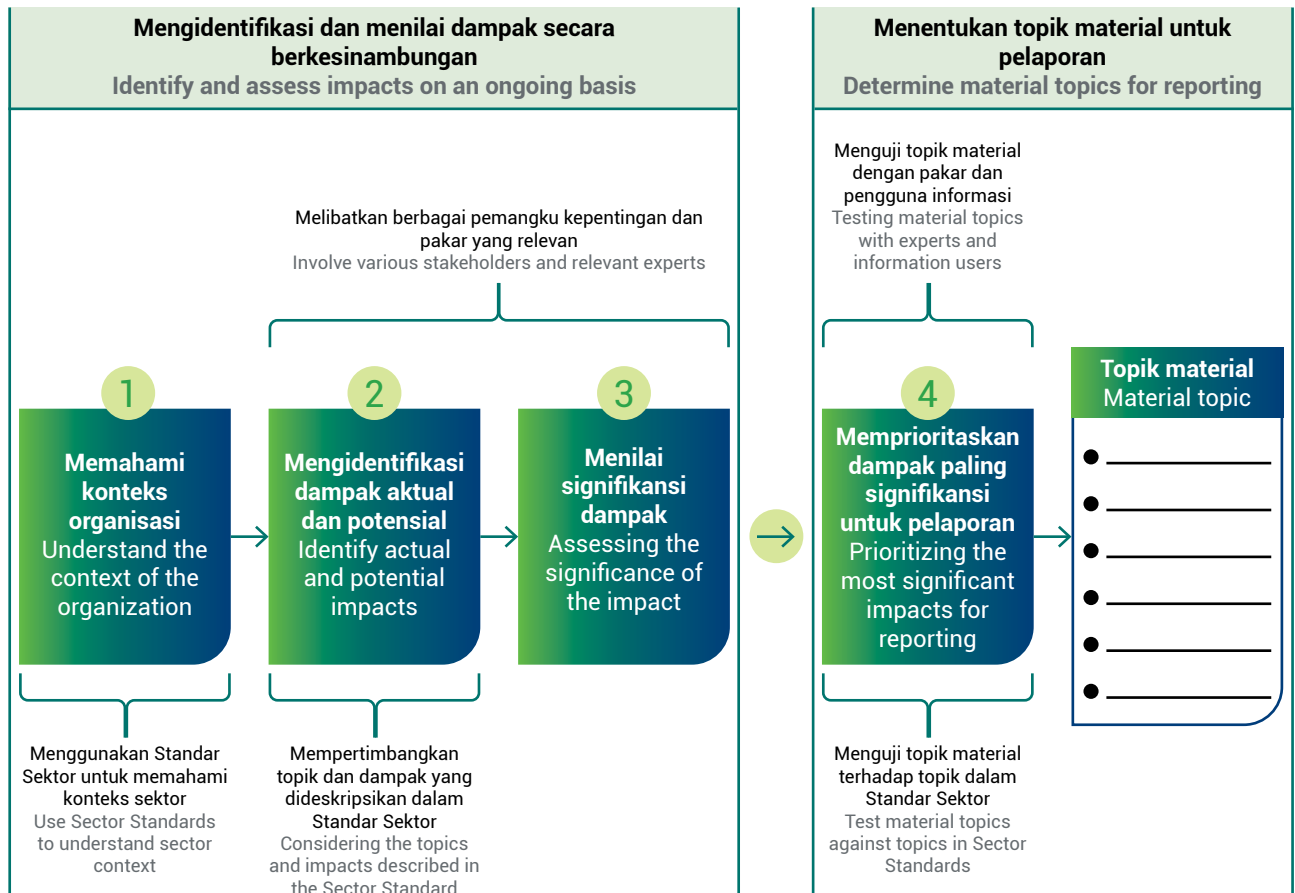 Mengidentifikasi dan menilai dampak secara
berkesinambungan
Identify and assess impacts on an ongoing basis
Menentukan topik material untuk
pelaporan
Determine material topics for reporting
Melibatkan berbagai pemangku kepentingan dan
pakar yang relevan
Involve various stakeholders and relevant experts
Menguji topik material
dengan pakar dan
pengguna informasi
Testing material topics
with experts and
information users
1
Memahami
konteks
organisasi
Understand the
context of the
organization
2
Mengidentifikasi
dampak aktual
dan potensial
Identify actual
and potential
impacts
3
Menilai
signifikansi
dampak
Assessing the
significance of
the impact
4
Memprioritaskan
dampak paling
signifikansi
untuk pelaporan
Prioritizing the
most significant
impacts for
reporting
Topik material
Material topic
Menggunakan Standar
Sektor untuk memahami
konteks sektor
Use Sector Standards
to understand sector
context
Mempertimbangkan
topik dan dampak yang
dideskripsikan dalam
Standar Sektor
Considering the topics
and impacts described in
the Sector Standard
Menguji topik material
terhadap topik dalam
Standar Sektor
Test material topics
against topics in Sector
Standards